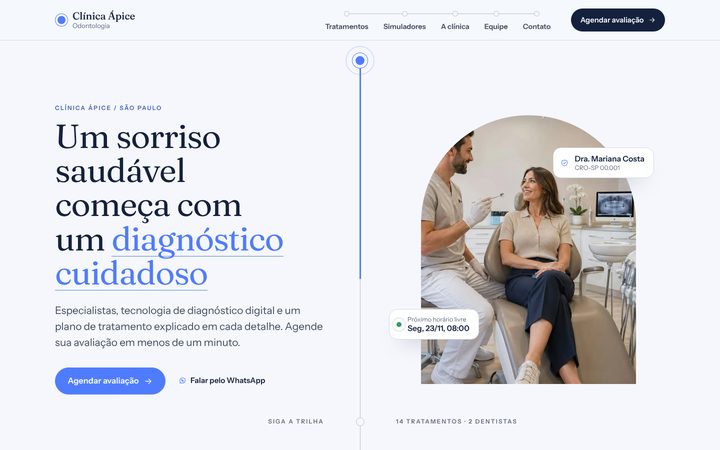 Clínica Ápice
Odontologia
Tratamentos
Simuladores
A clínica
Equipe
Contato
Agendar avaliação
CLÍNICA ÁPICE / SÃO PAULO
Um sorriso
saudável
começa com
um diagnóstico
cuidadoso
Especialistas, tecnologia de diagnóstico digital e um
plano de tratamento explicado em cada detalhe. Agende
sua avaliação em menos de um minuto.
Agendar avaliação
Falar pelo WhatsApp
Dra. Mariana Costa
CRO-SP 00.001
Próximo horário livre
Seg, 23/11, 08:00
SIGA A TRILHA
14 TRATAMENTOS · 2 DENTISTAS